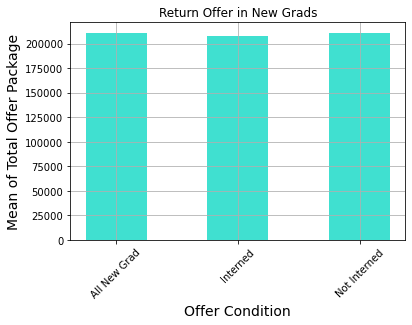 Return Offer in New Grads
Mean of Total Offer Package
200000
175000
150000
125000
100000
75000
50000
25000
0
All New Grad
Interned
Not Interned
Offer Condition